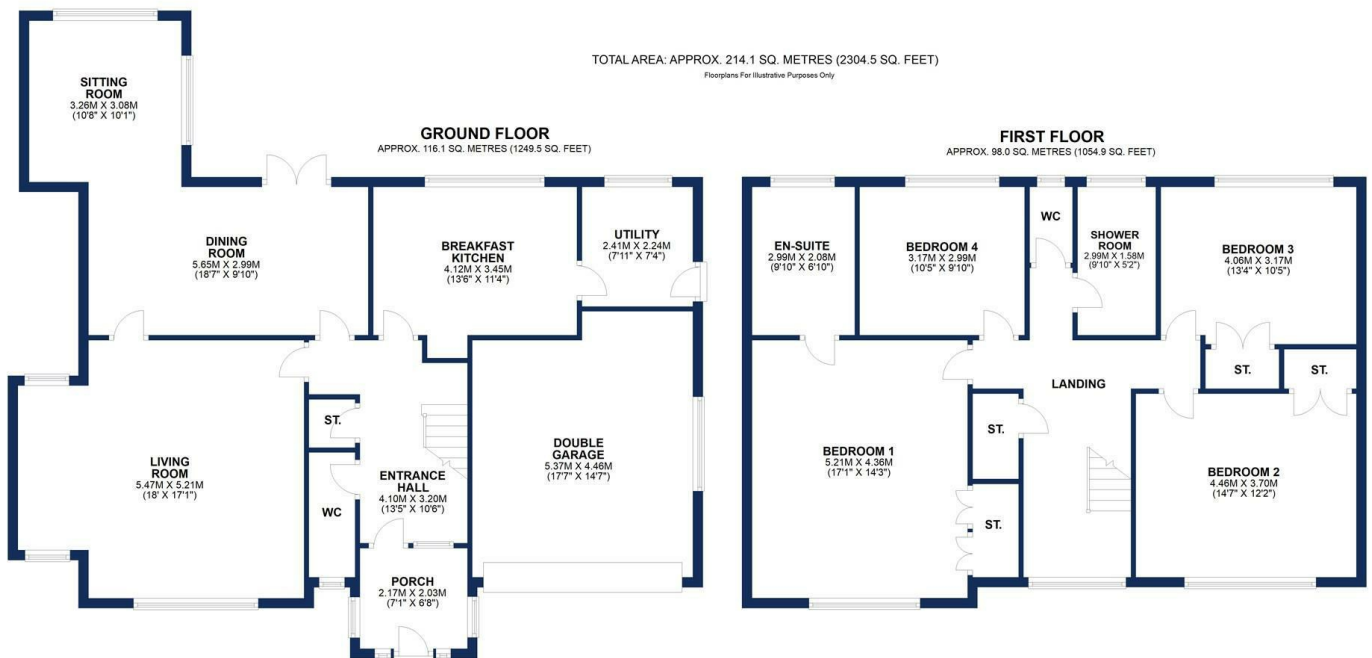 TOTAL AREA: APPROX. 214.1 SQ. METRES (2304.5 SQ. FEET)
Floorplans For Illustrative Purposes Only
GROUND FLOOR
APPROX. 116.1 SQ. METRES (1249.5 SQ. FEET)
SITTING
ROOM
3.26M X 3.08M
(10'8" X 10'1")
DINING
ROOM
5.65M X 2.99M
(18'7" X 9'10")
BREAKFAST
KITCHEN
4.12M X 3.45M
(13'6" X 11'4")
UTILITY
2.41M X 2.24M
(7'11" X 7'4")
ST.
LIVING
ROOM
5.47M X 5.21M
(18' X 17'1")
WC
ENTRANCE
HALL
4.10M X 3.20M
(13'5" X 10'6")
DOUBLE
GARAGE
5.37M X 4.46M
(17'7" X 14'7")
PORCH
2.17M X 2.03M
(7'1" X 6'8")
FIRST FLOOR
APPROX. 98.0 SQ. METRES (1054.9 SQ. FEET)
EN-SUITE
2.99M X 2.08M
(9'10" X 6'10")
BEDROOM 4
3.17M X 2.99M
(10'5" X 9'10")
WC
SHOWER
ROOM
2.99M X 1.58M
(9'10" X 5'2")
BEDROOM 3
4.06M X 3.17M
(13'4" X 10'5")
ST.
ST.
LANDING
ST.
BEDROOM 1
5.21M X 4.36M
(17'1" X 14'3")
ST.
BEDROOM 2
4.46M X 3.70M
(14'7" X 12'2")